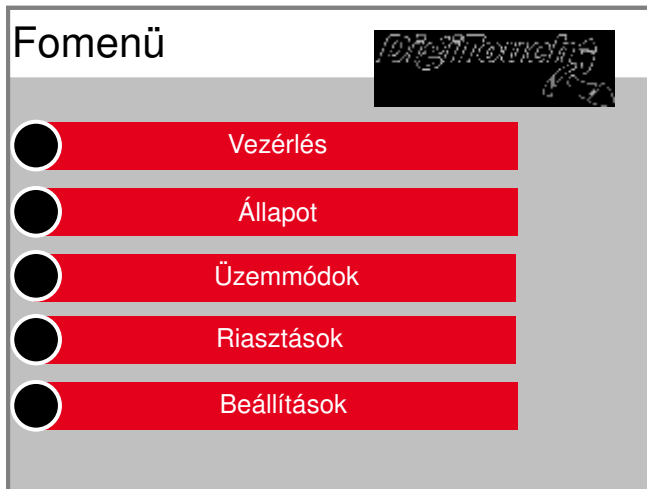 Fomenü
DigiTouch
Vezérlés
Állapot
Üzemmódok
Riasztások
Beállítások